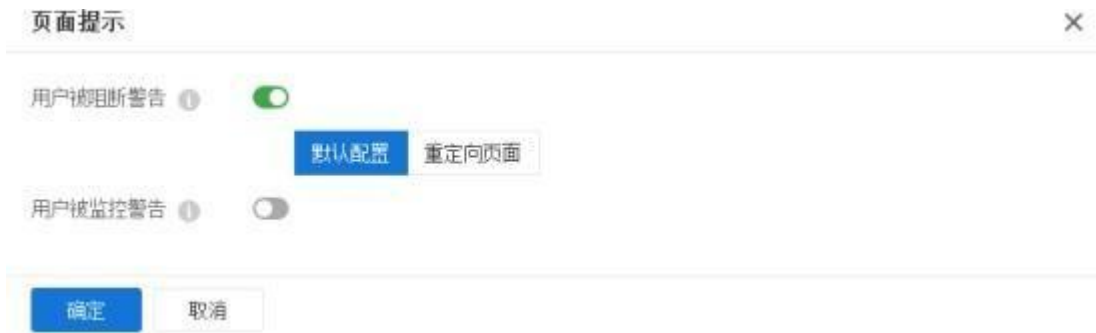 页面提示
用户被阻断警告
默认配置 重定向页面
用户被监控警告
确定 取消